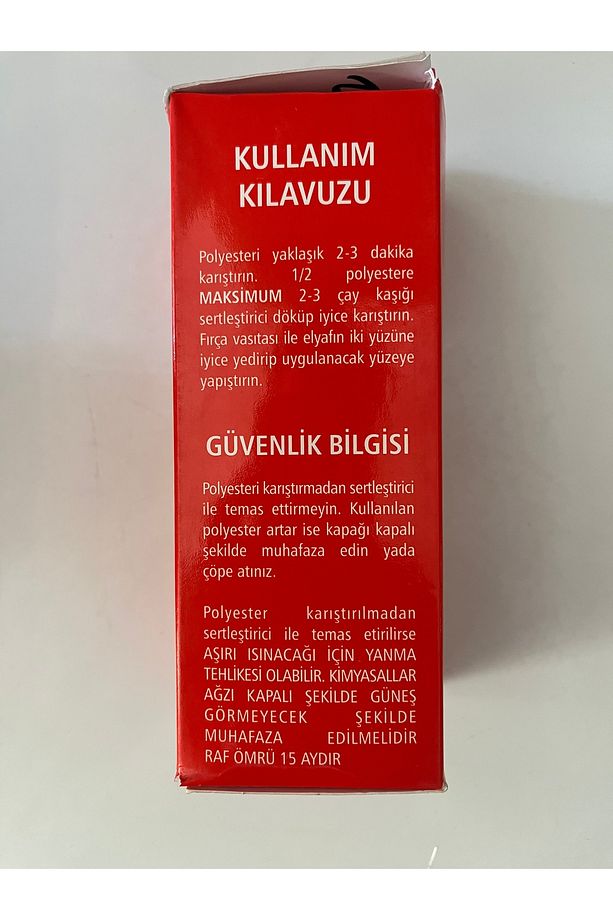 KULLANIM
KILAVUZU
Polyesteri yaklaşık 2-3 dakika
karıştırın. 1/2 polyestere
MAKSİMUM 2-3 çay kaşığı
sertleştirici döküp iyice karıştırın.
Fırça vasıtası ile elyafın iki yüzüne
iyice yedirip uygulanacak yüzeye
yapıştırın.
GÜVENLİK BİLGİSİ
Polyesteri karıştırmadan sertleştirici
ile temas ettirmeyin. Kullanılan
polyester artar ise kapağı kapalı
şekilde muhafaza edin yada
çöpe atınız.
Polyester karıştırılmadan
sertleştirici ile temas etirilirse
AŞIRI ISINACAĞI İÇİN YANMA
TEHLİKESİ OLABİLİR. KİMYASALLAR
AĞZI KAPALI ŞEKİLDE GÜNEŞ
GÖRMEYECEK ŞEKİLDE
MUHAFAZA EDİLMELİDİR
RAF ÖMRÜ 15 AYDIR